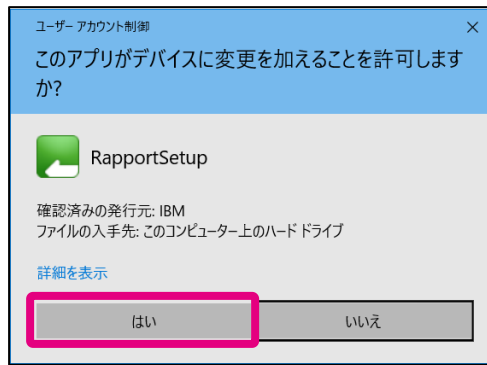 ユーザー アカウント制御
このアプリがデバイスに変更を加えることを許可します
か?
RapportSetup
確認済みの発行元: IBM
ファイルの入手先: このコンピューター上のハード ドライブ
詳細を表示
はい
いいえ